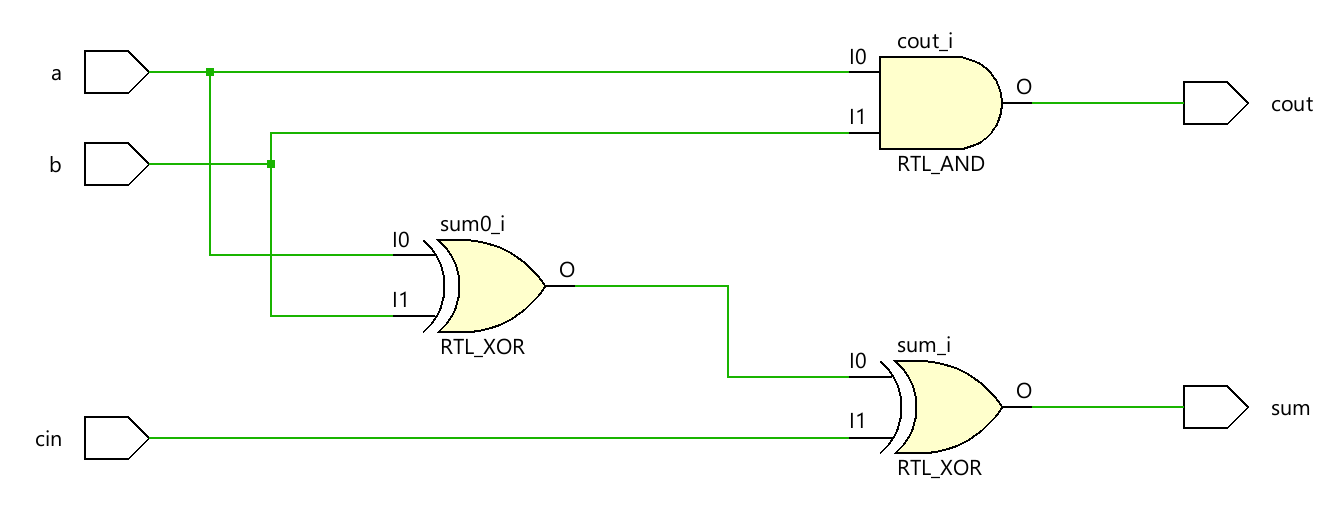 cout_i
a
I0
O
cout
I1
b
RTL_AND
sum0_i
I0
O
I1
RTL_XOR
sum_i
I0
O
sum
I1
cin
RTL_XOR